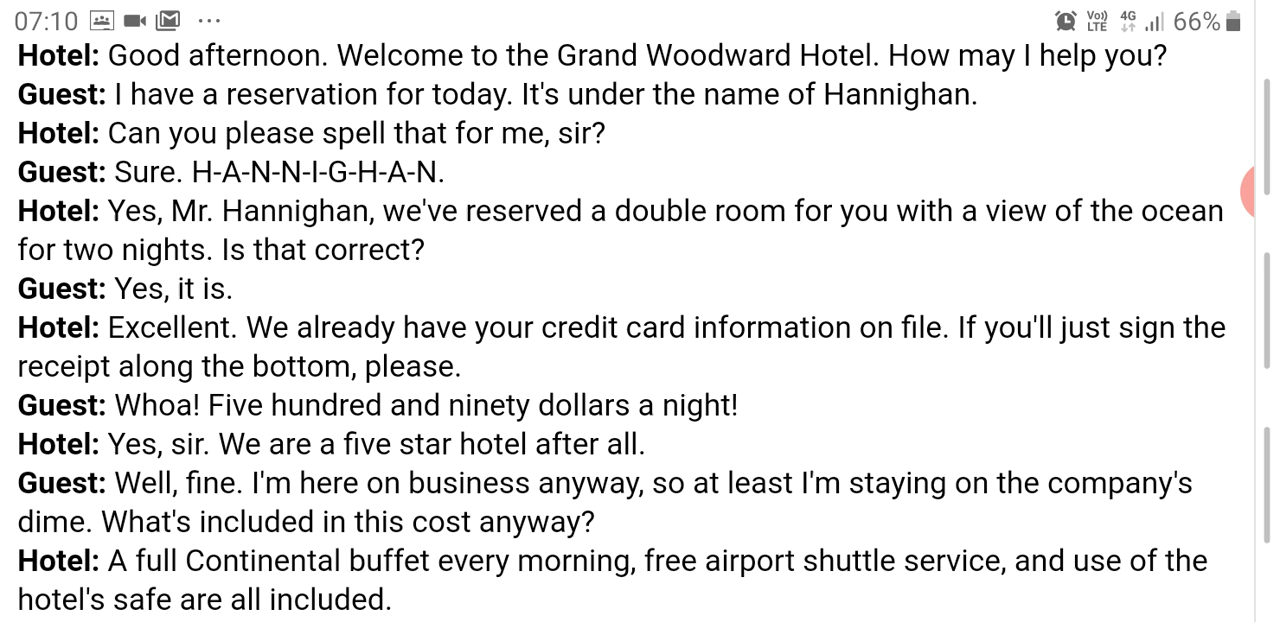 07:10 ... Vo)) LTE 4G 66%
Hotel: Good afternoon. Welcome to the Grand Woodward Hotel. How may I help you?
Guest: I have a reservation for today. It's under the name of Hannighan.
Hotel: Can you please spell that for me, sir?
Guest: Sure. H-A-N-N-I-G-H-A-N.
Hotel: Yes, Mr. Hannighan, we've reserved a double room for you with a view of the ocean
for two nights. Is that correct?
Guest: Yes, it is.
Hotel: Excellent. We already have your credit card information on file. If you'll just sign the
receipt along the bottom, please.
Guest: Whoa! Five hundred and ninety dollars a night!
Hotel: Yes, sir. We are a five star hotel after all.
Guest: Well, fine. I'm here on business anyway, so at least I'm staying on the company's
dime. What's included in this cost anyway?
Hotel: A full Continental buffet every morning, free airport shuttle service, and use of the
hotel's safe are all included.